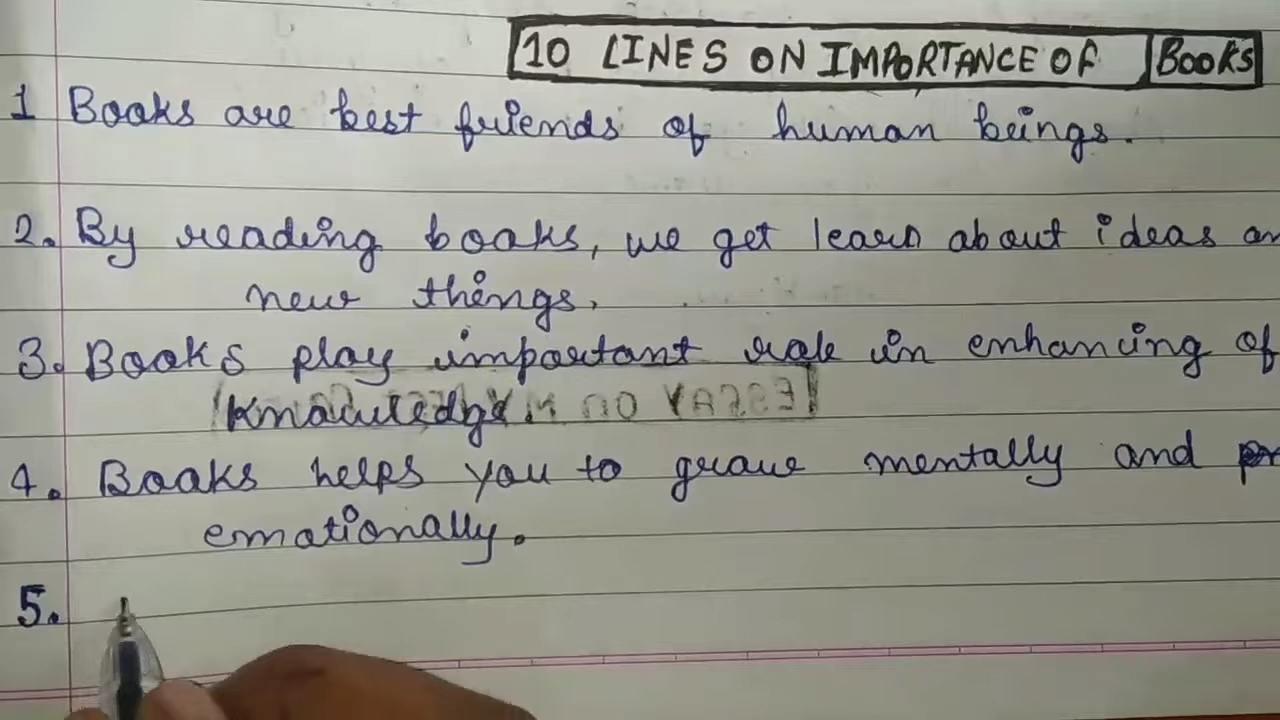 10 LINES ON IMPORTANCE OF BOOKS
1 Books are best friends of human beings.
2. By reading books, we get learn about ideas an
new things.
3. Books play important role in enhancing of
knowledge.
4. Books helps you to grow mentally and
emotionally.
5.